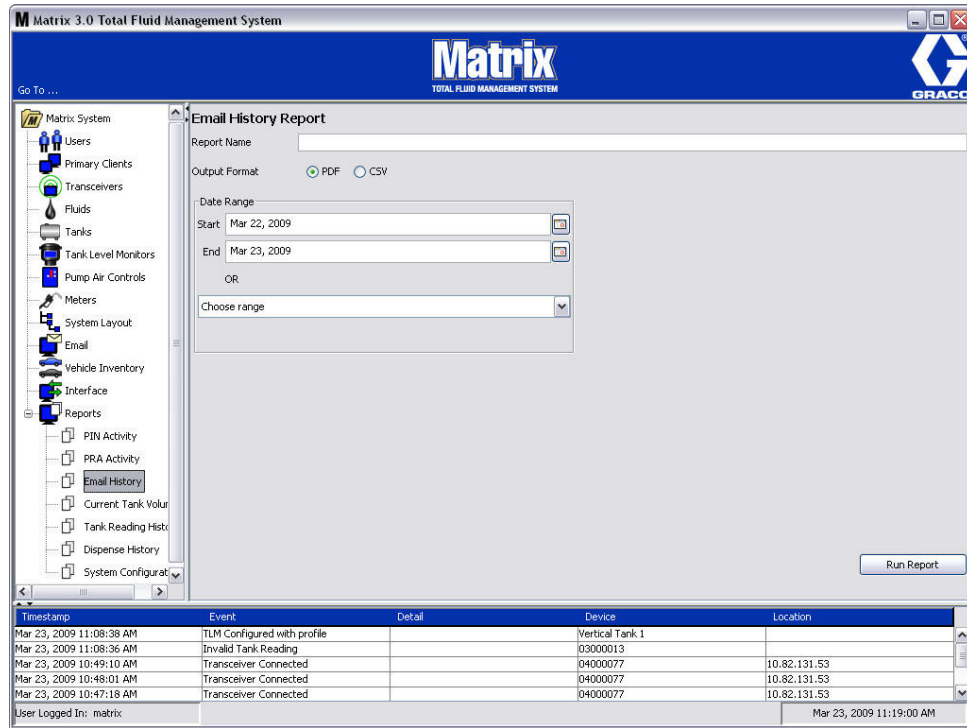 Matrix 3.0 Total Fluid Management System
Matrix
TOTAL FLUID MANAGEMENT SYSTEM
Go To ...
GRACO
Matrix System
Users
Primary Clients
Transceivers
Fluids
Tanks
Tank Level Monitors
Pump Air Controls
Meters
System Layout
Email
Vehicle Inventory
Interface
Reports
PIN Activity
PRA Activity
Email History
Current Tank Volur
Tank Reading Histo
Dispense History
System Configurat
Email History Report
Report Name
Output Format PDF CSV
Date Range
Start Mar 22, 2009
End Mar 23, 2009
OR
Choose range
Run Report
Timestamp Event Detail Device Location
Mar 23, 2009 11:08:38 AM TLM Configured with profile Vertical Tank 1
Mar 23, 2009 11:08:36 AM Invalid Tank Reading 03000013
Mar 23, 2009 10:49:10 AM Transceiver Connected 04000077 10.82.131.53
Mar 23, 2009 10:48:01 AM Transceiver Connected 04000077 10.82.131.53
Mar 23, 2009 10:47:18 AM Transceiver Connected 04000077 10.82.131.53
User Logged In: matrix Mar 23, 2009 11:19:00 AM